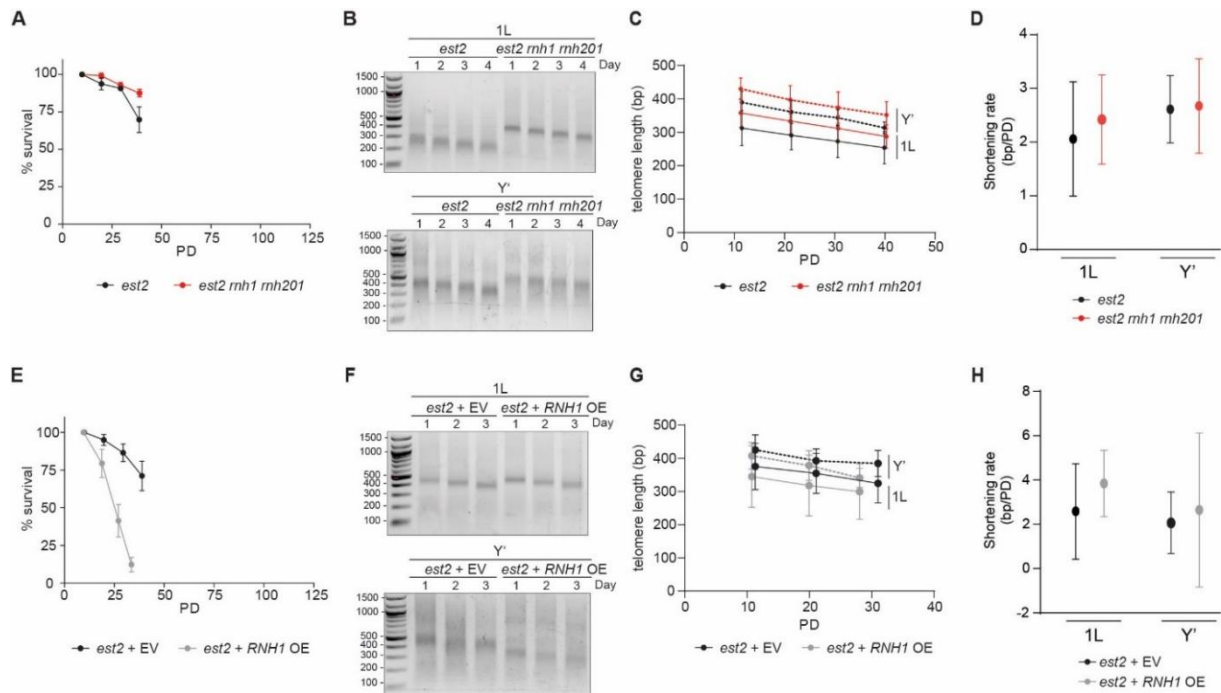 A
% survival
100
75
50
25
0
0 25 50 75 100 125
PD
est2 est2 rnh1 rnh201
B
1L
est2 est2 rnh1 rnh201
1 2 3 4 1 2 3 4 Day
1500
1000
500
400
300
200
100
Y'
est2 est2 rnh1 rnh201
1 2 3 4 1 2 3 4 Day
1500
1000
500
400
300
200
100
C
telomere length (bp)
500
400
300
200
100
0
0 10 20 30 40 50
Y'
1L
PD
est2 est2 rnh1 rnh201
D
Shortening rate
(bp/PD)
4
3
2
1
0
1L Y'
est2
est2 rnh1 rnh201
E
% survival
100
75
50
25
0
0 25 50 75 100 125
PD
est2 + EV est2 + RNH1 OE
F
1L
est2 + EV est2 + RNH1 OE
1 2 3 1 2 3 Day
1500
1000
500
400
300
200
100
Y'
est2 + EV est2 + RNH1 OE
1 2 3 1 2 3 Day
1500
1000
500
400
300
200
100
G
telomere length (bp)
500
400
300
200
100
0
0 10 20 30 40
Y'
1L
PD
est2 + EV est2 + RNH1 OE
H
Shortening rate
(bp/PD)
8
6
4
2
0
-2
1L Y'
est2 + EV
est2 + RNH1 OE